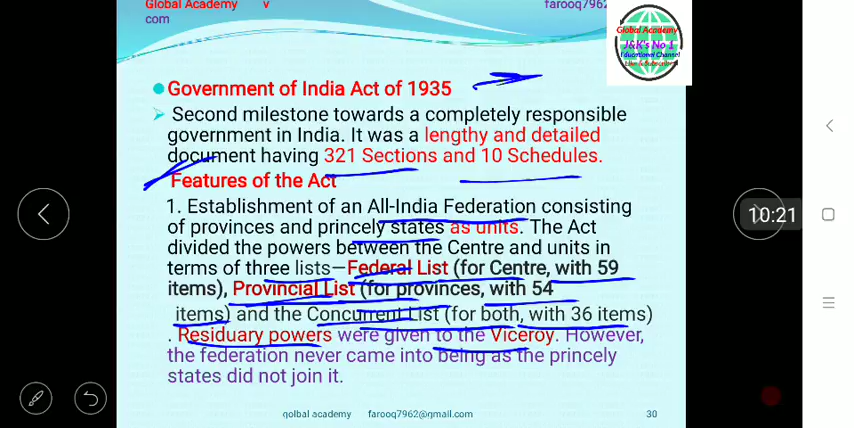 Global Academy v farooq7962
com
Global Academy
J&K's No 1
Educational Channel
Like & Subscribe
Government of India Act of 1935
Second milestone towards a completely responsible
government in India. It was a lengthy and detailed
document having 321 Sections and 10 Schedules.
Features of the Act
1. Establishment of an All-India Federation consisting
of provinces and princely states as units. The Act
divided the powers between the Centre and units in
terms of three lists—Federal List (for Centre, with 59
items), Provincial List (for provinces, with 54
items) and the Concurrent List (for both, with 36 items)
. Residuary powers were given to the Viceroy. However,
the federation never came into being as the princely
states did not join it.
10:21
golbal academy farooq7962@gmail.com 30